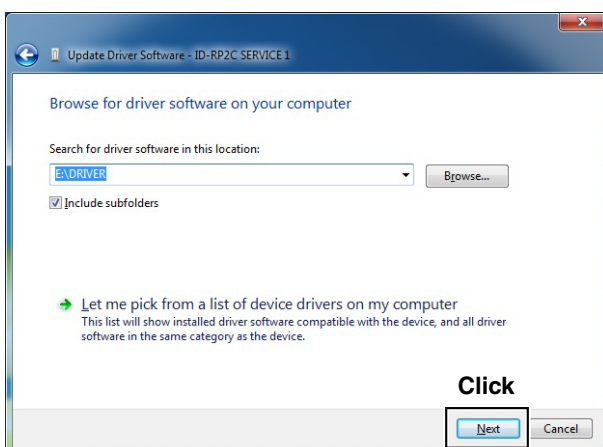 Update Driver Software - ID-RP2C SERVICE 1
Browse for driver software on your computer
Search for driver software in this location:
E:\DRIVER
Browse...
Include subfolders
Let me pick from a list of device drivers on my computer
This list will show installed driver software compatible with the device, and all driver
software in the same category as the device.
Click
Next
Cancel